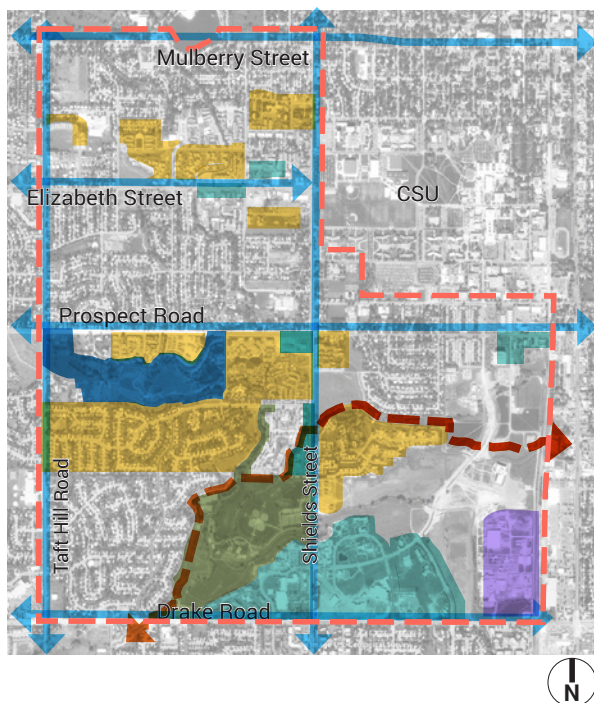 Mulberry Street
Elizabeth Street
CSU
Prospect Road
Taft Hill Road
Shields Street
Drake Road
N